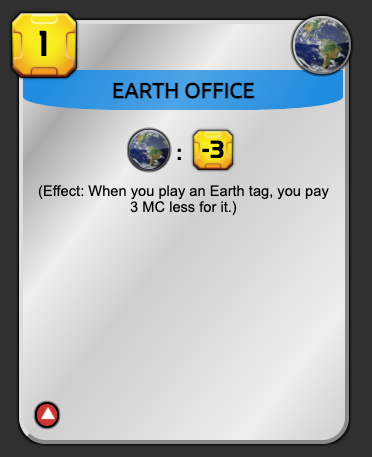 1
EARTH OFFICE
: -3
(Effect: When you play an Earth tag, you pay
3 MC less for it.)